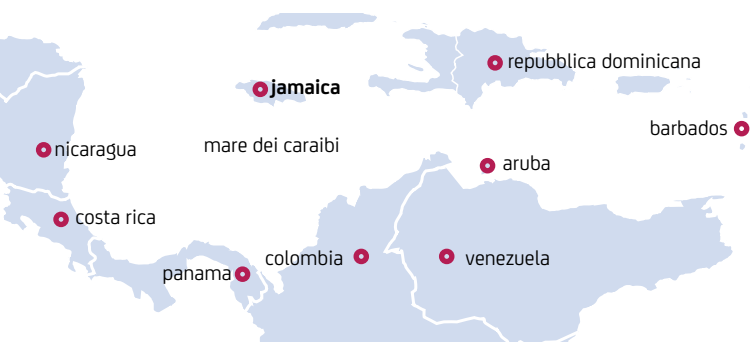 repubblica dominicana
jamaica
barbados
nicaragua
mare dei caraibi
aruba
costa rica
colombia
venezuela
panama